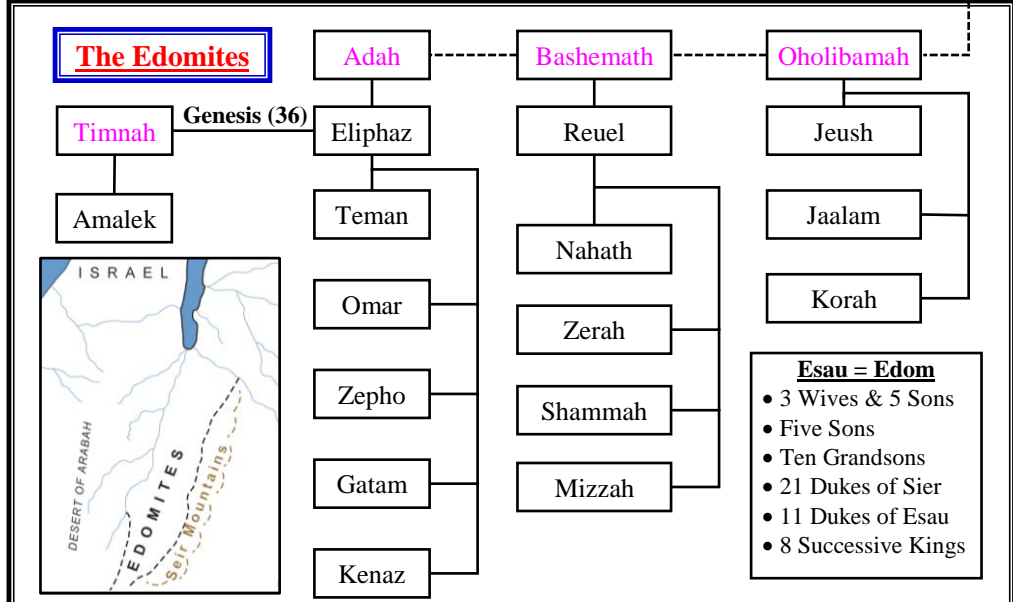 The Edomites
Adah
Bashemath
Oholibamah
Timnah
Genesis (36)
Eliphaz
Reuel
Jeush
Amalek
Teman
Nahath
Jaalam
Omar
Zerah
Korah
Zepho
Shammah
Gatam
Mizzah
Kenaz
ISRAEL
DESERT OF ARABAH
EDOMITES
Seir Mountains
Esau = Edom
• 3 Wives & 5 Sons
• Five Sons
• Ten Grandsons
• 21 Dukes of Sier
• 11 Dukes of Esau
• 8 Successive Kings